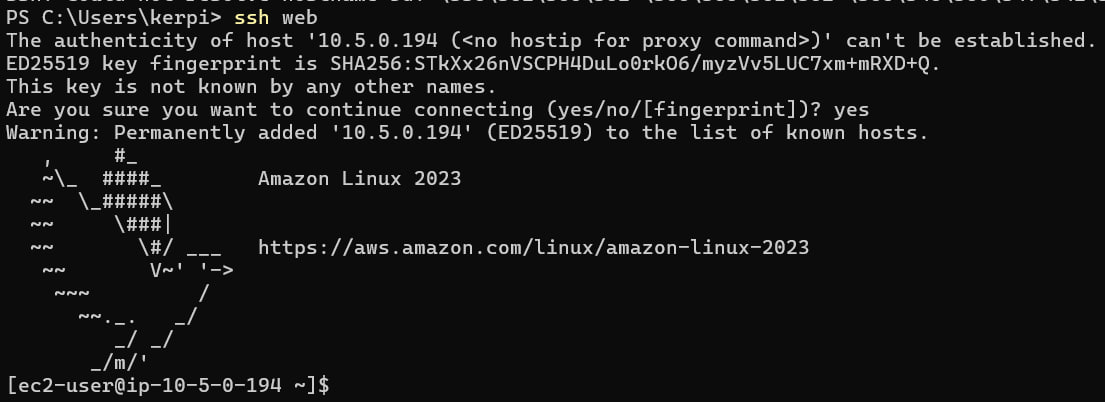 PS C:\Users\kerpi> ssh web
The authenticity of host '10.5.0.194 (<no hostip for proxy command>)' can't be established.
ED25519 key fingerprint is SHA256:STkXx26nVSCPH4DuLo0rkO6/myzVv5LUC7xm+mRXD+Q.
This key is not known by any other names.
Are you sure you want to continue connecting (yes/no/[fingerprint])? yes
Warning: Permanently added '10.5.0.194' (ED25519) to the list of known hosts.
   ,     #_
   ~\_  ####_        Amazon Linux 2023
  ~~  \_#####\
  ~~     \###|
  ~~       \#/ ___   https://aws.amazon.com/linux/amazon-linux-2023
   ~~       V~' '->
    ~~~         /
      ~~._.   _/
         _/ _/
       _/m/'
[ec2-user@ip-10-5-0-194 ~]$